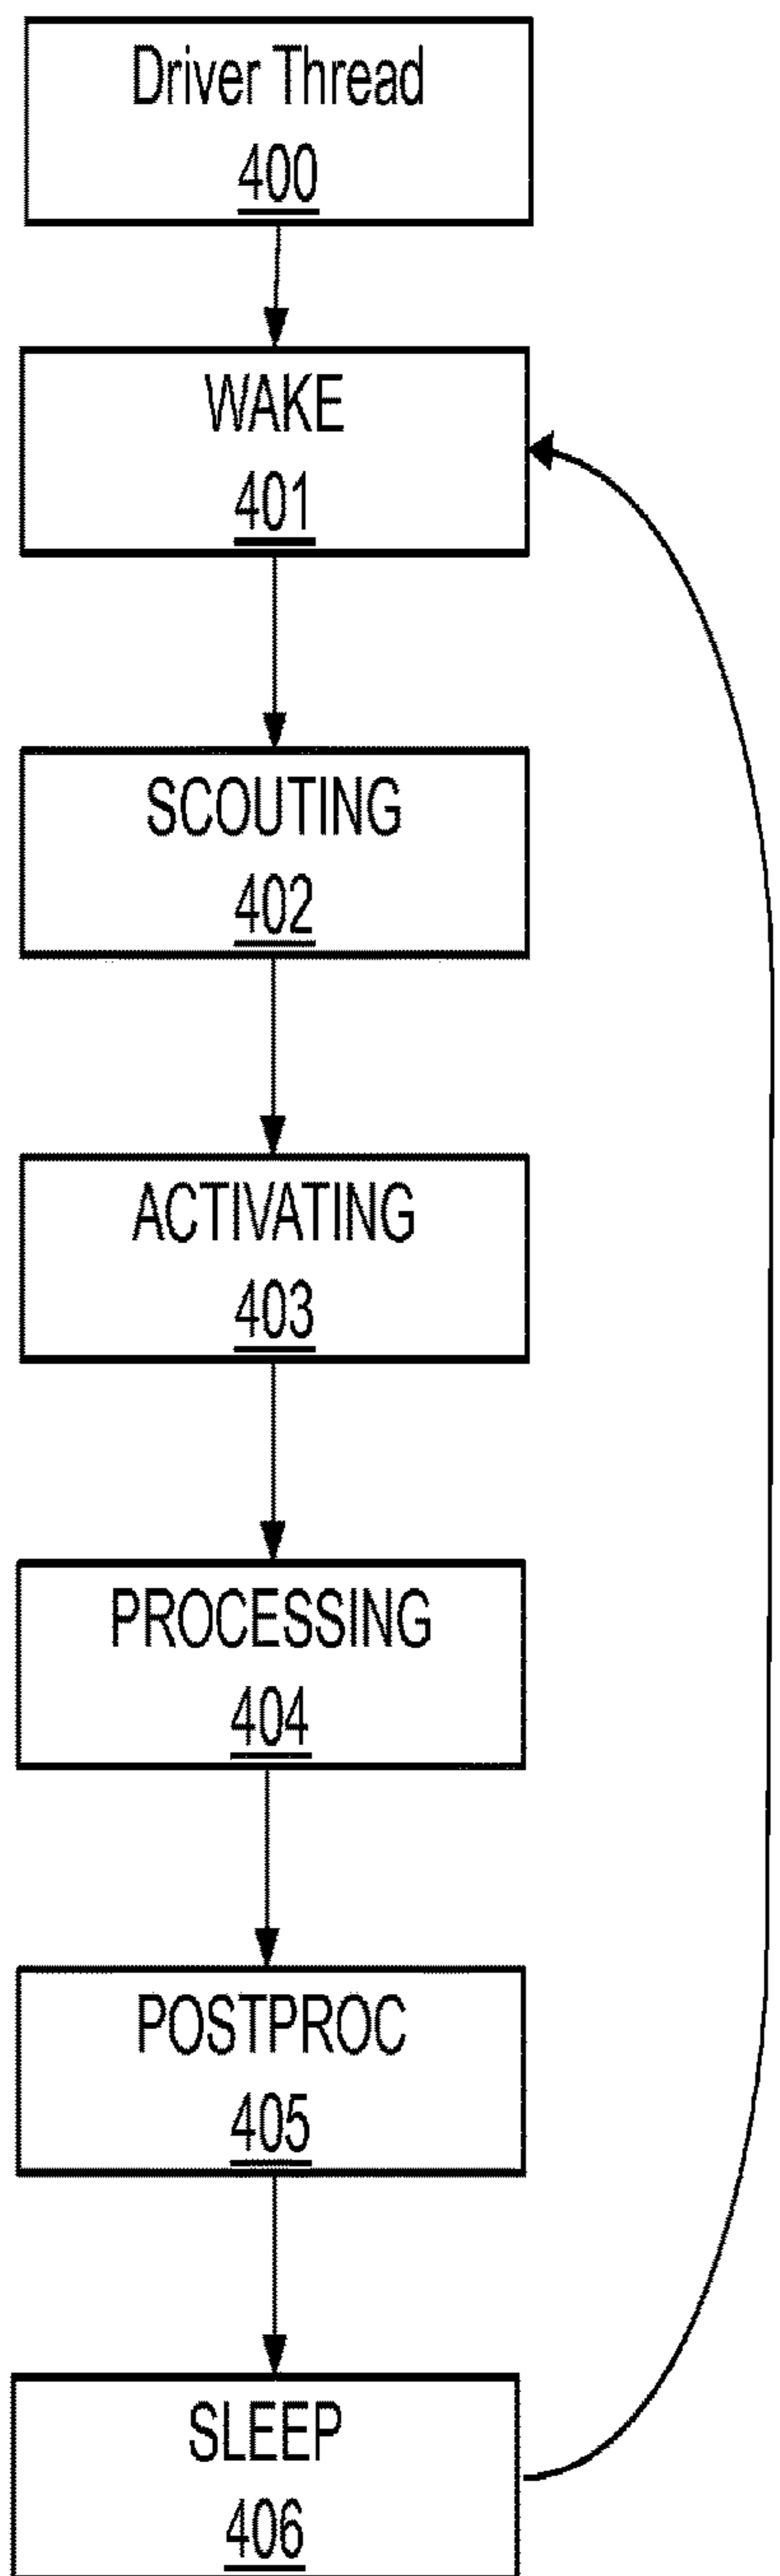 Driver Thread
400
WAKE
401
SCOUTING
402
ACTIVATING
403
PROCESSING
404
POSTPROC
405
SLEEP
406